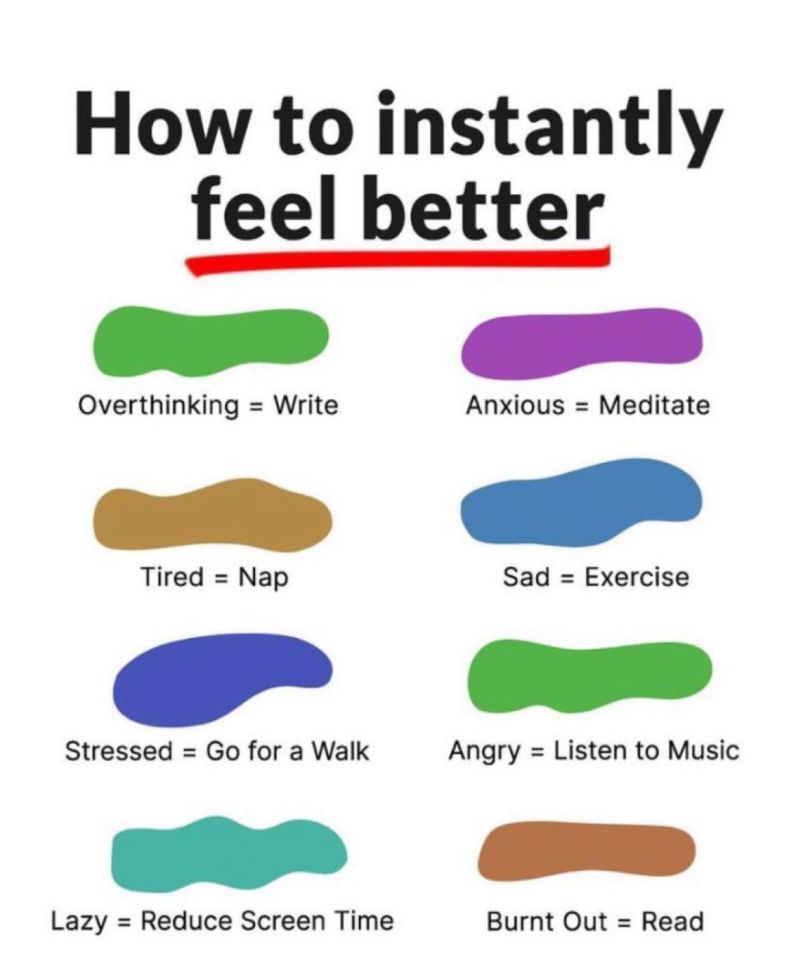 How to instantly
feel better
Overthinking = Write
Anxious = Meditate
Tired = Nap
Sad = Exercise
Stressed = Go for a Walk
Angry = Listen to Music
Lazy = Reduce Screen Time
Burnt Out = Read